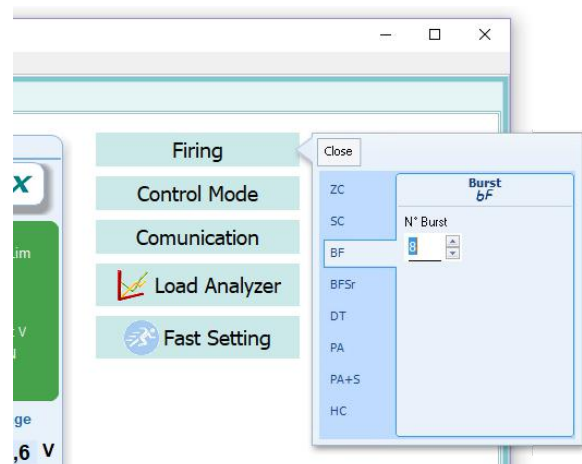 Firing
Control Mode
Comunication
Load Analyzer
Fast Setting
Close
ZC
SC
BF
BFSr
DT
PA
PA+S
HC
Burst
bF
N° Burst
8
X
im
V
ge
,6 V